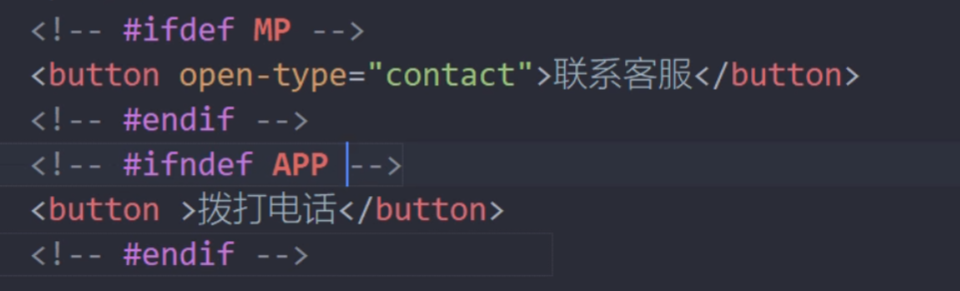 <!-- #ifdef MP -->
<button open-type="contact">联系客服</button>
<!-- #endif -->
<!-- #ifndef APP -->
<button >拨打电话</button>
<!-- #endif -->